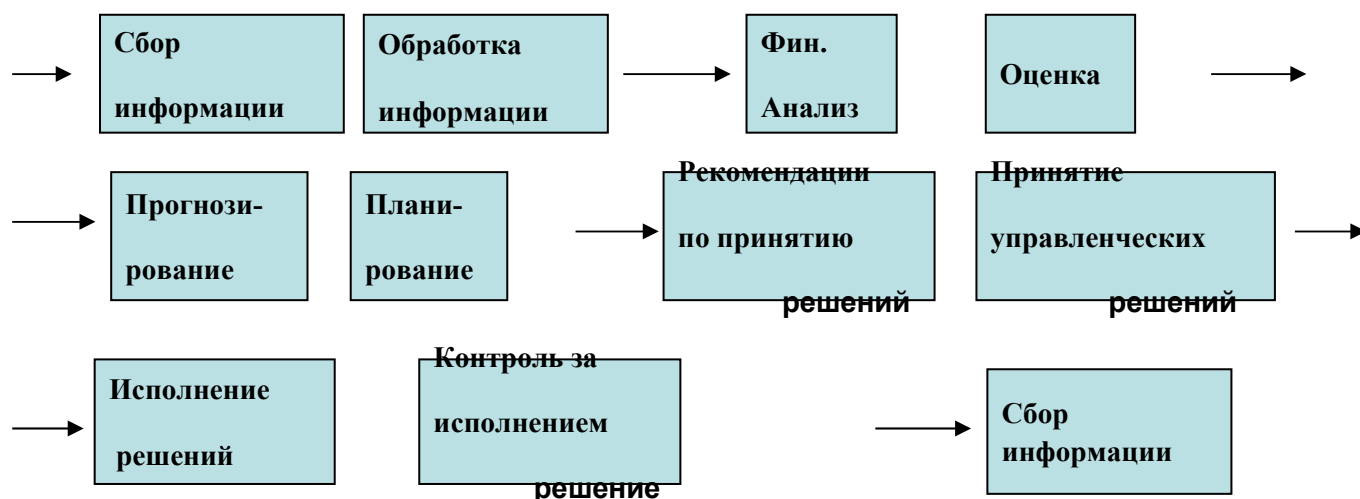 Сбор
информации
Обработка
информации
Фин.
Анализ
Оценка
Прогнози-
рование
Плани-
рование
Рекомендации
по принятию
решений
Принятие
управленческих
решений
Исполнение
решений
Контроль за
исполнением
решение
Сбор
информации